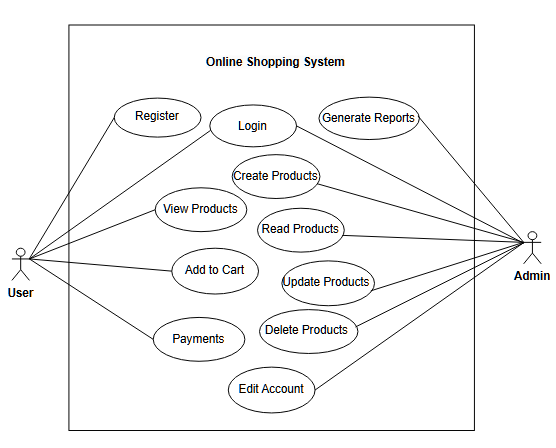 Online Shopping System
Register
Login
Generate Reports
Create Products
View Products
Read Products
Add to Cart
Update Products
Delete Products
Payments
Edit Account
User
Admin